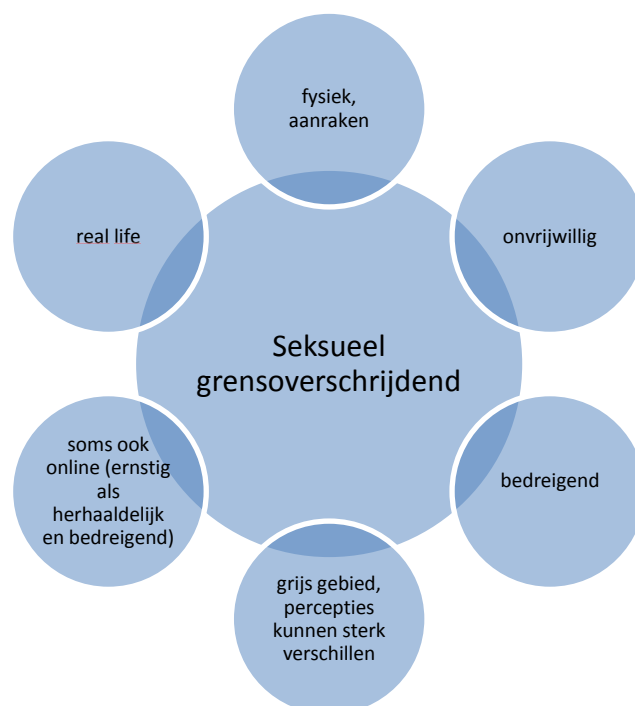 fysiek,
aanraken
real life
onvrijwillig
Seksueel
grensoverschrijdend
soms ook
online (ernstig
als
herhaaldelijk
en bedreigend)
bedreigend
grijs gebied,
percepties
kunnen sterk
verschillen